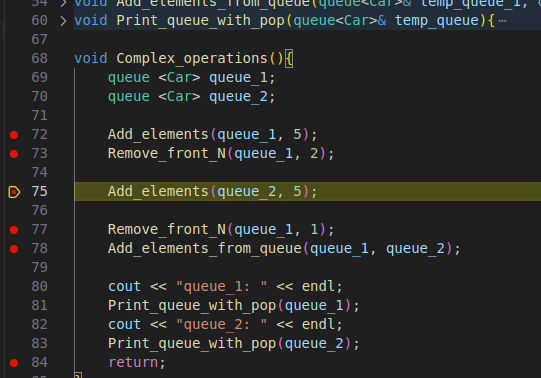 54 void Add_elements_from_queue(queue<Car>& temp_queue_1,
60 void Print_queue_with_pop(queue<Car>& temp_queue){⋯
67
68 void Complex_operations(){
69 queue <Car> queue_1;
70 queue <Car> queue_2;
71
72 Add_elements(queue_1, 5);
73 Remove_front_N(queue_1, 2);
74
75 Add_elements(queue_2, 5);
76
77 Remove_front_N(queue_1, 1);
78 Add_elements_from_queue(queue_1, queue_2);
79
80 cout << "queue_1: " << endl;
81 Print_queue_with_pop(queue_1);
82 cout << "queue_2: " << endl;
83 Print_queue_with_pop(queue_2);
84 return;